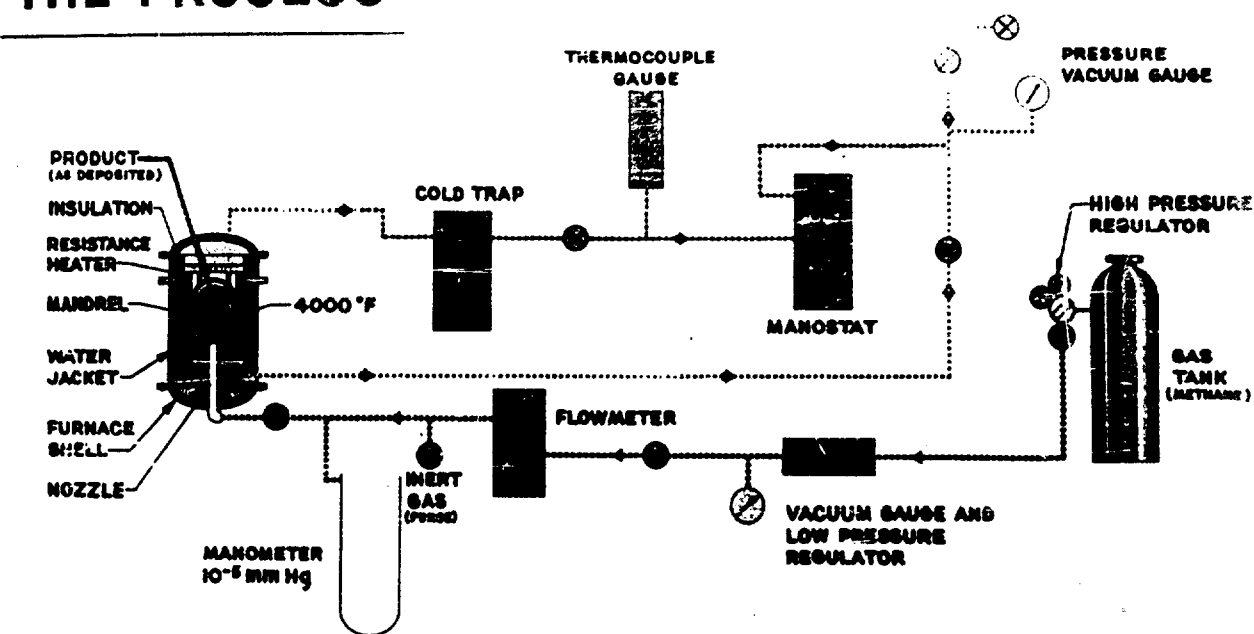 THE PROCESS
THERMOCOUPLE
GAUGE
PRESSURE
VACUUM GAUGE
PRODUCT
(AS DEPOSITED)
INSULATION
RESISTANCE
HEATER
MANDREL
4000 °F
WATER
JACKET
FURNACE
SHELL
NOZZLE
COLD TRAP
MANOSTAT
HIGH PRESSURE
REGULATOR
GAS
TANK
(METHANE)
FLOWMETER
INERT
GAS
(PURGE)
VACUUM GAUGE AND
LOW PRESSURE
REGULATOR
MANOMETER
10⁻⁵ mm Hg